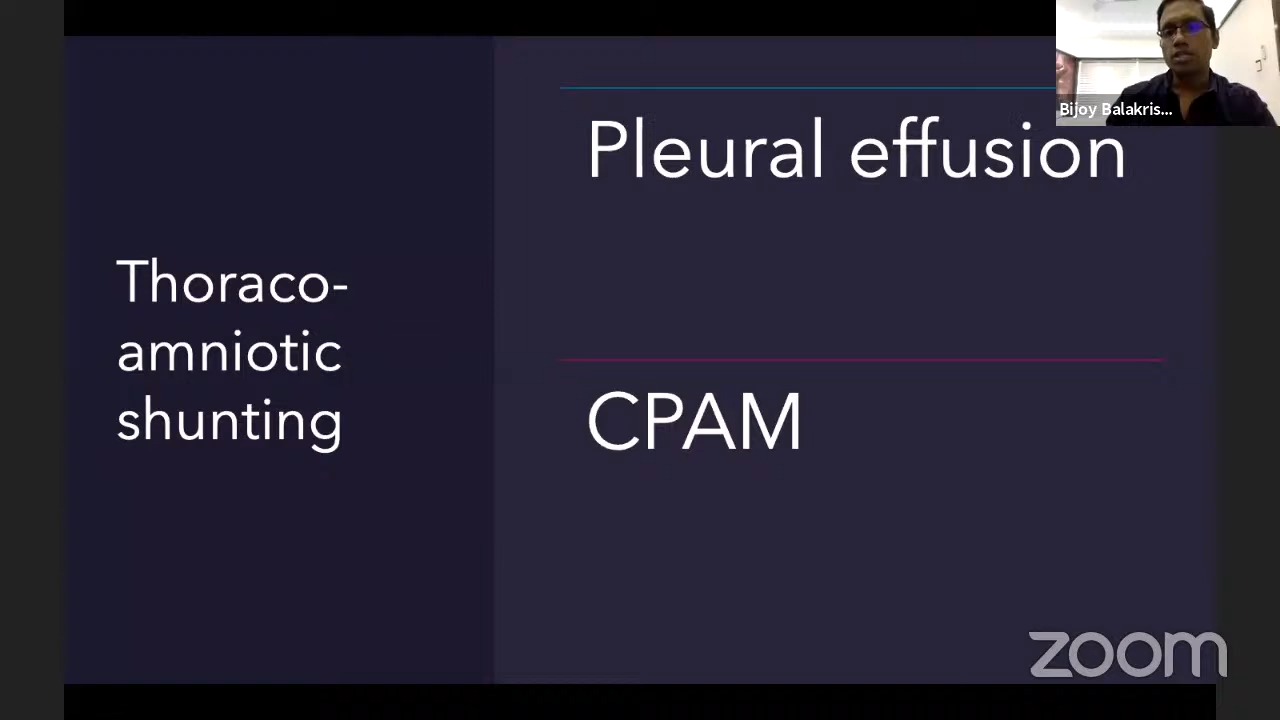 Bijoy Balakris...
Pleural effusion
Thoraco-
amniotic
shunting
CPAM
zoom